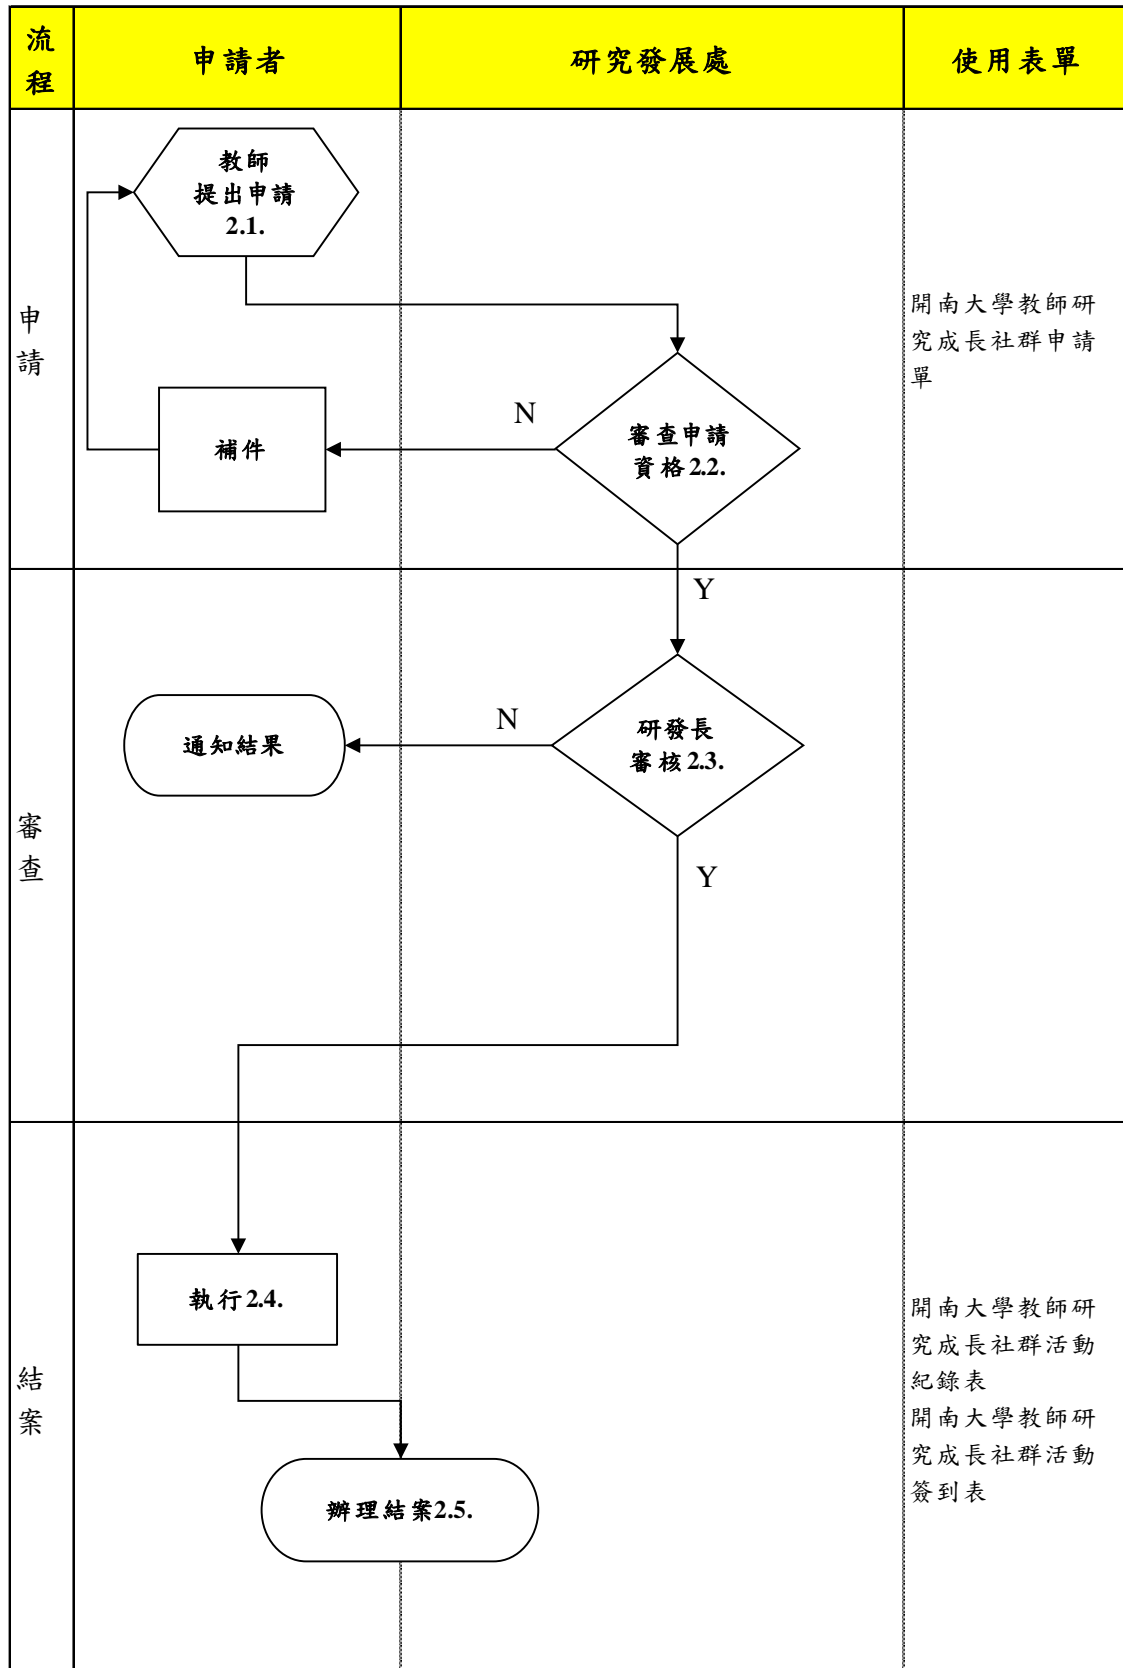 流
程
申請者
研究發展處
使用表單
申
請
教師
提出申請
2.1.
開南大學教師研
究成長社群申請
單
N
補件
審查申請
資格2.2.
Y
審
查
N
通知結果
研發長
審核2.3.
Y
結
案
執行2.4.
開南大學教師研
究成長社群活動
紀錄表
開南大學教師研
究成長社群活動
簽到表
辦理結案2.5.